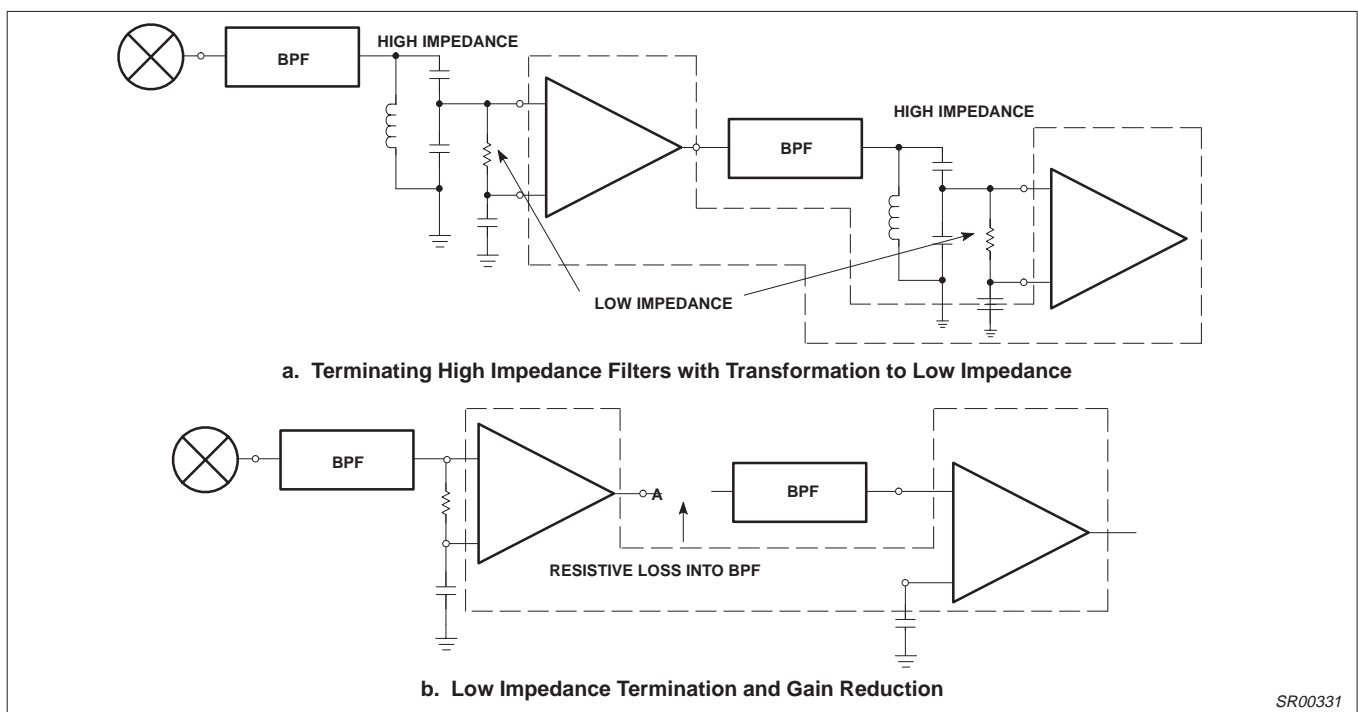 HIGH IMPEDANCE
BPF
HIGH IMPEDANCE
BPF
LOW IMPEDANCE
a. Terminating High Impedance Filters with Transformation to Low Impedance
BPF
A
BPF
RESISTIVE LOSS INTO BPF
b. Low Impedance Termination and Gain Reduction
SR00331